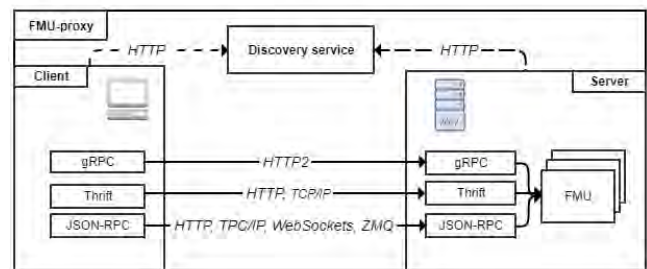 FMU-proxy
HTTP
Discovery service
HTTP
Client
Server
gRPC
HTTP2
gRPC
Thrift
HTTP, TCP/IP
Thrift
FMU
JSON-RPC
HTTP, TPC/IP, WebSockets, ZMQ
JSON-RPC